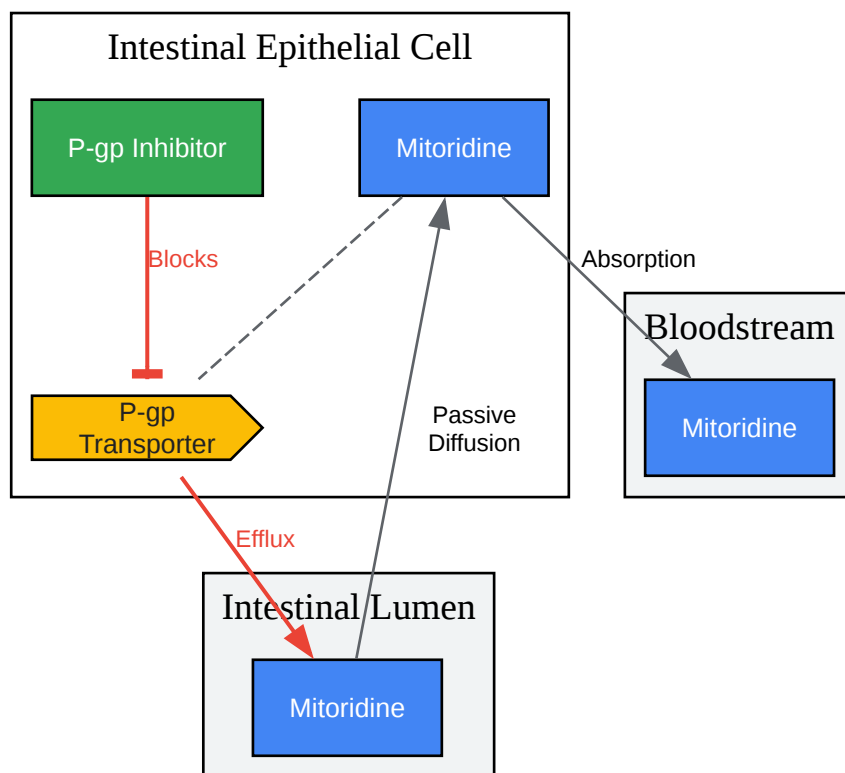 Intestinal Epithelial Cell
P-gp Inhibitor
Mitoridine
Blocks
Absorption
Bloodstream
P-gp
Transporter
Passive
Diffusion
Mitoridine
Efflux
Intestinal Lumen
Mitoridine